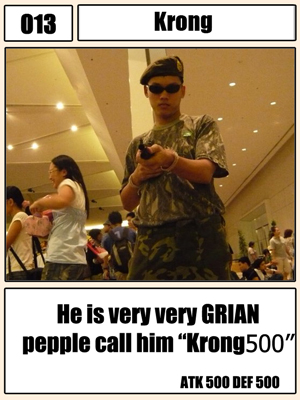 013
Krong
He is very very GRIAN
pepple call him “Krong500”
ATK 500 DEF 500